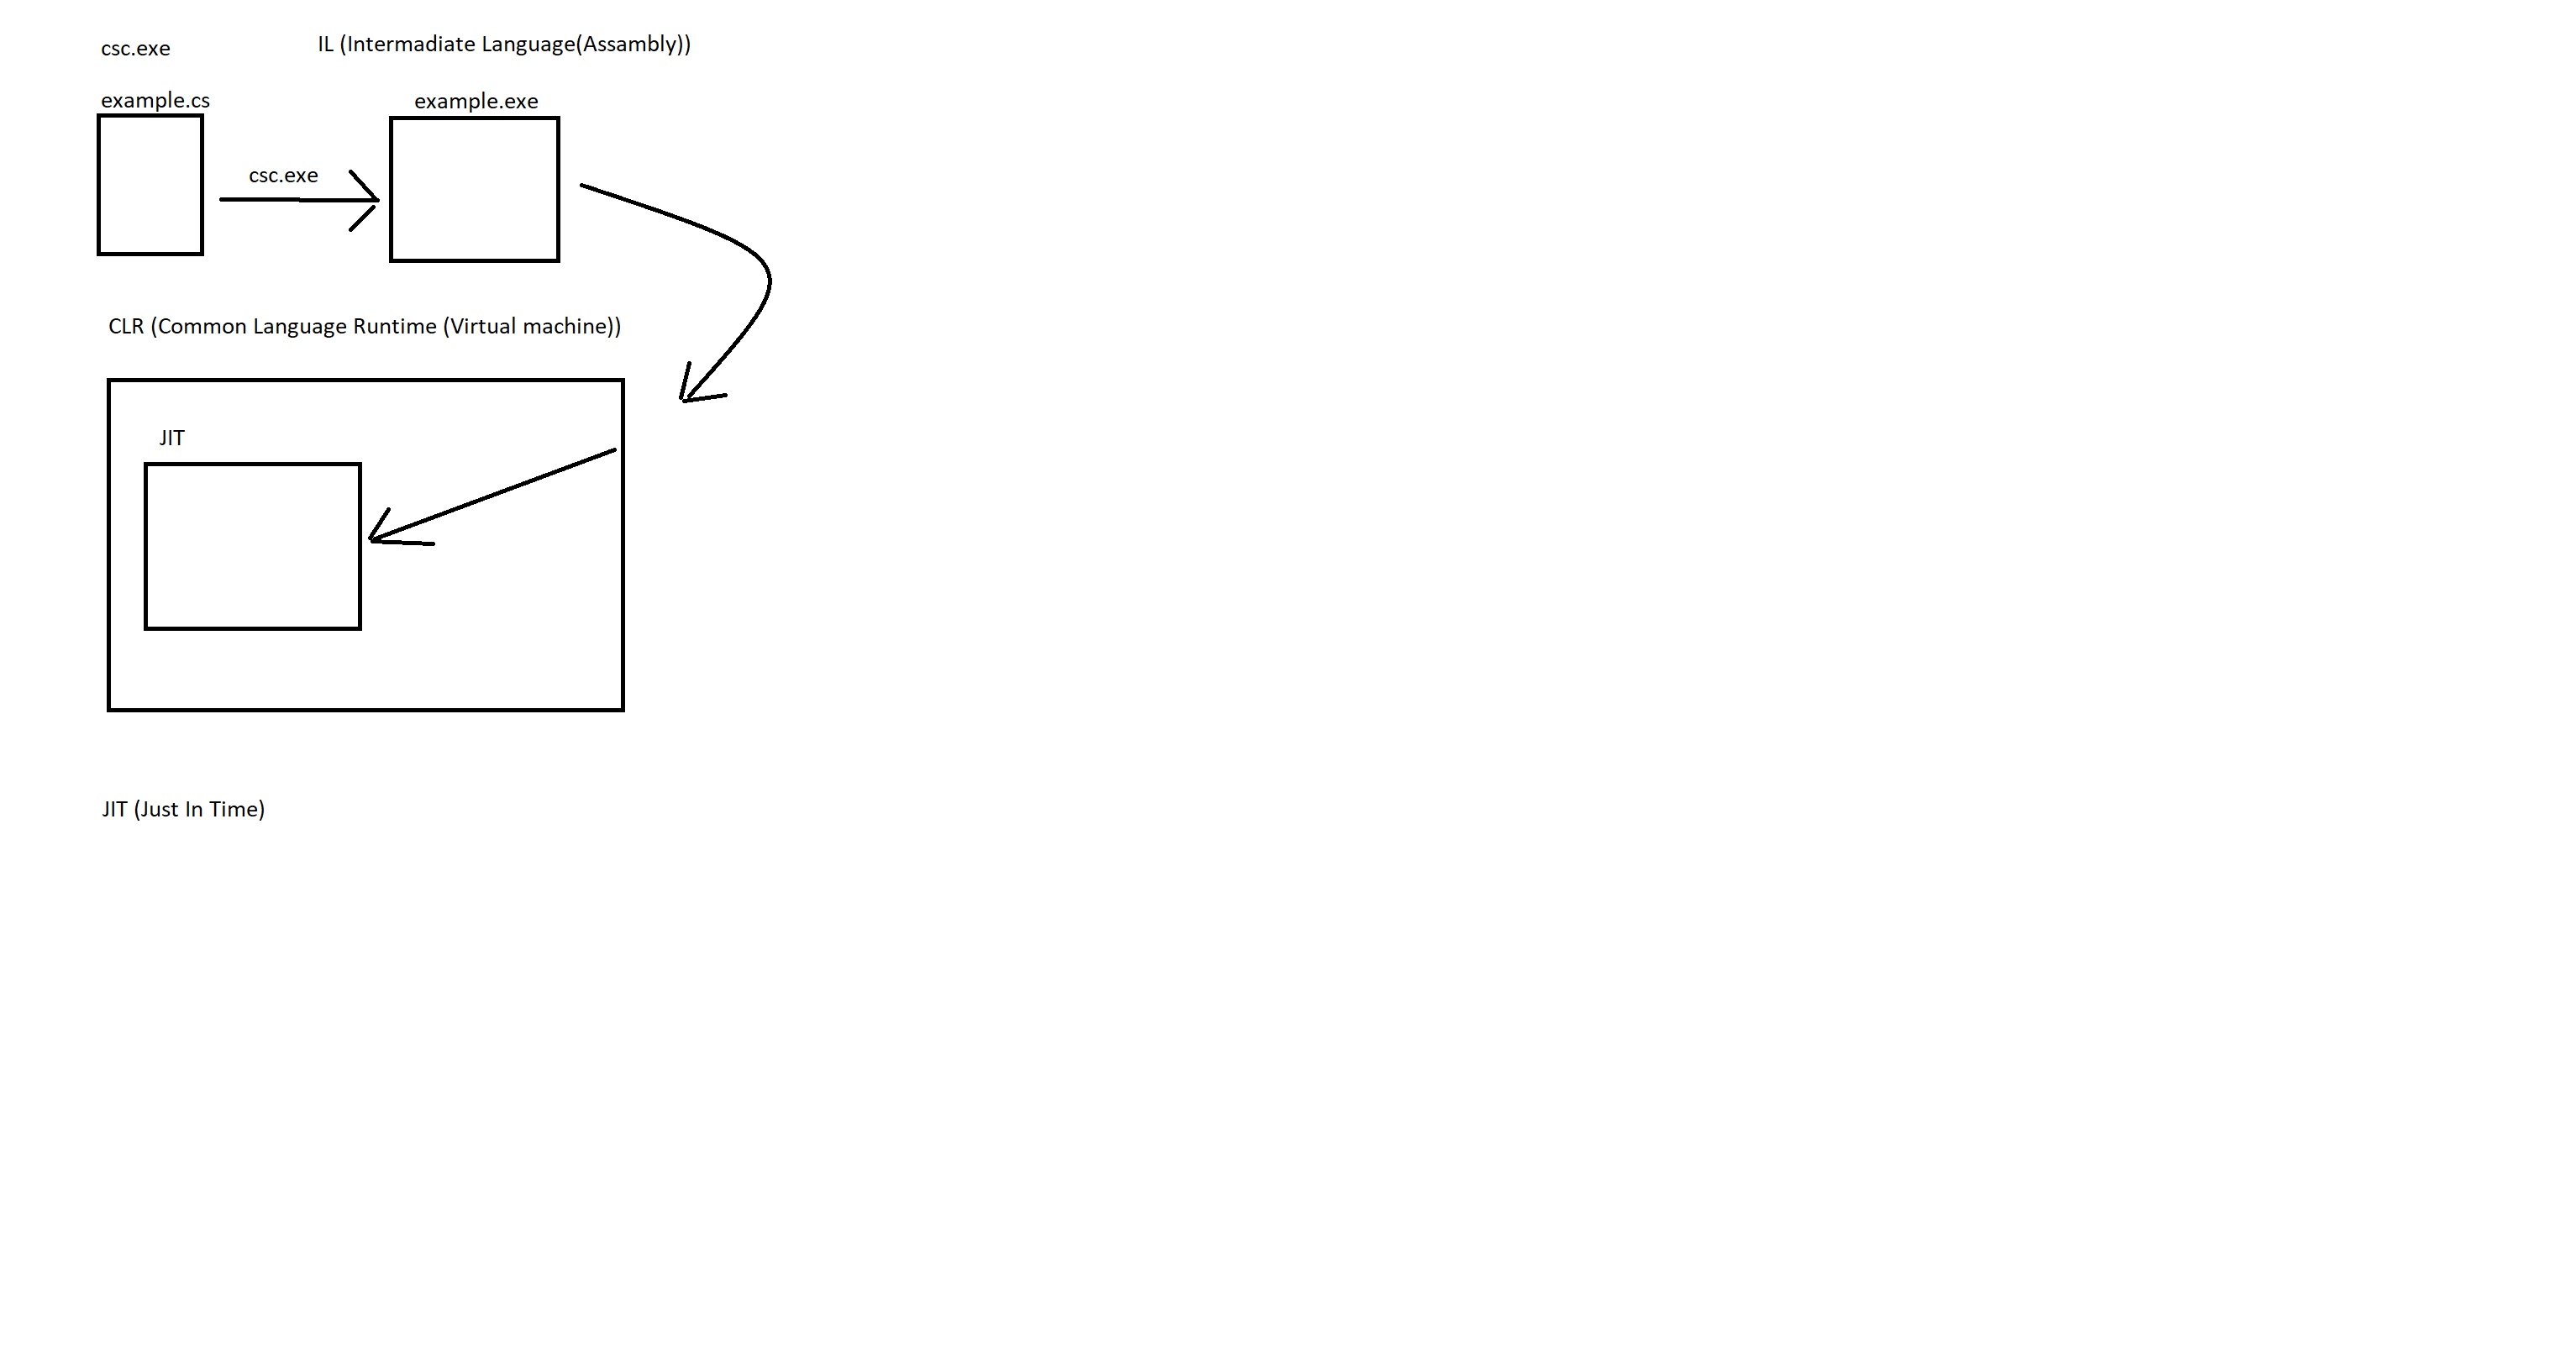 csc.exe
IL (Intermadiate Language(Assambly))
example.cs
example.exe
csc.exe
CLR (Common Language Runtime (Virtual machine))
JIT
JIT (Just In Time)